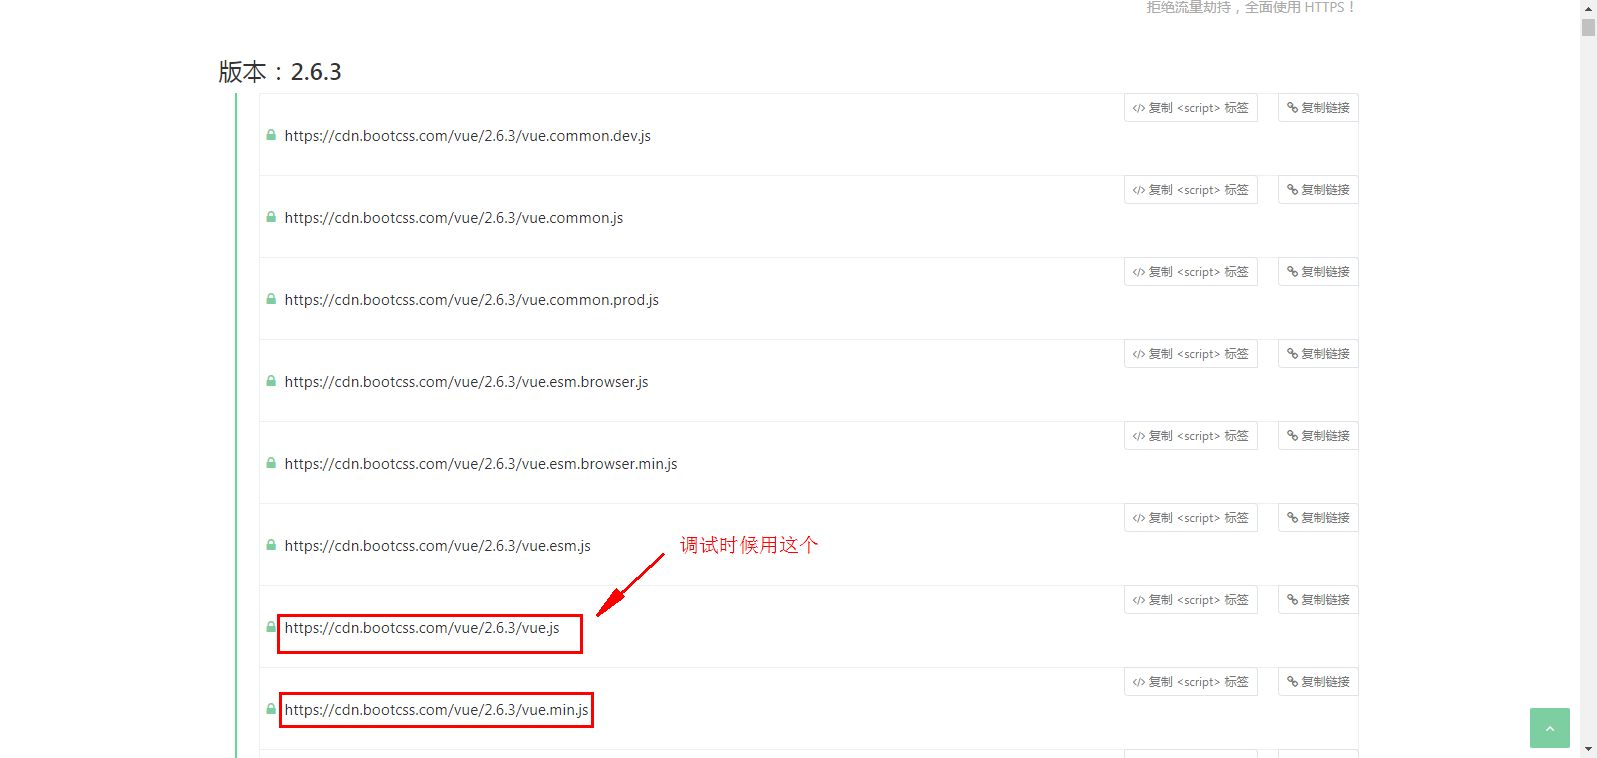 拒绝流量劫持，全面使用 HTTPS！
版本：2.6.3
</> 复制 <script> 标签
复制链接
https://cdn.bootcss.com/vue/2.6.3/vue.common.dev.js
</> 复制 <script> 标签
复制链接
https://cdn.bootcss.com/vue/2.6.3/vue.common.js
</> 复制 <script> 标签
复制链接
https://cdn.bootcss.com/vue/2.6.3/vue.common.prod.js
</> 复制 <script> 标签
复制链接
https://cdn.bootcss.com/vue/2.6.3/vue.esm.browser.js
</> 复制 <script> 标签
复制链接
https://cdn.bootcss.com/vue/2.6.3/vue.esm.browser.min.js
</> 复制 <script> 标签
复制链接
https://cdn.bootcss.com/vue/2.6.3/vue.esm.js
调试时候用这个
</> 复制 <script> 标签
复制链接
https://cdn.bootcss.com/vue/2.6.3/vue.js
</> 复制 <script> 标签
复制链接
https://cdn.bootcss.com/vue/2.6.3/vue.min.js